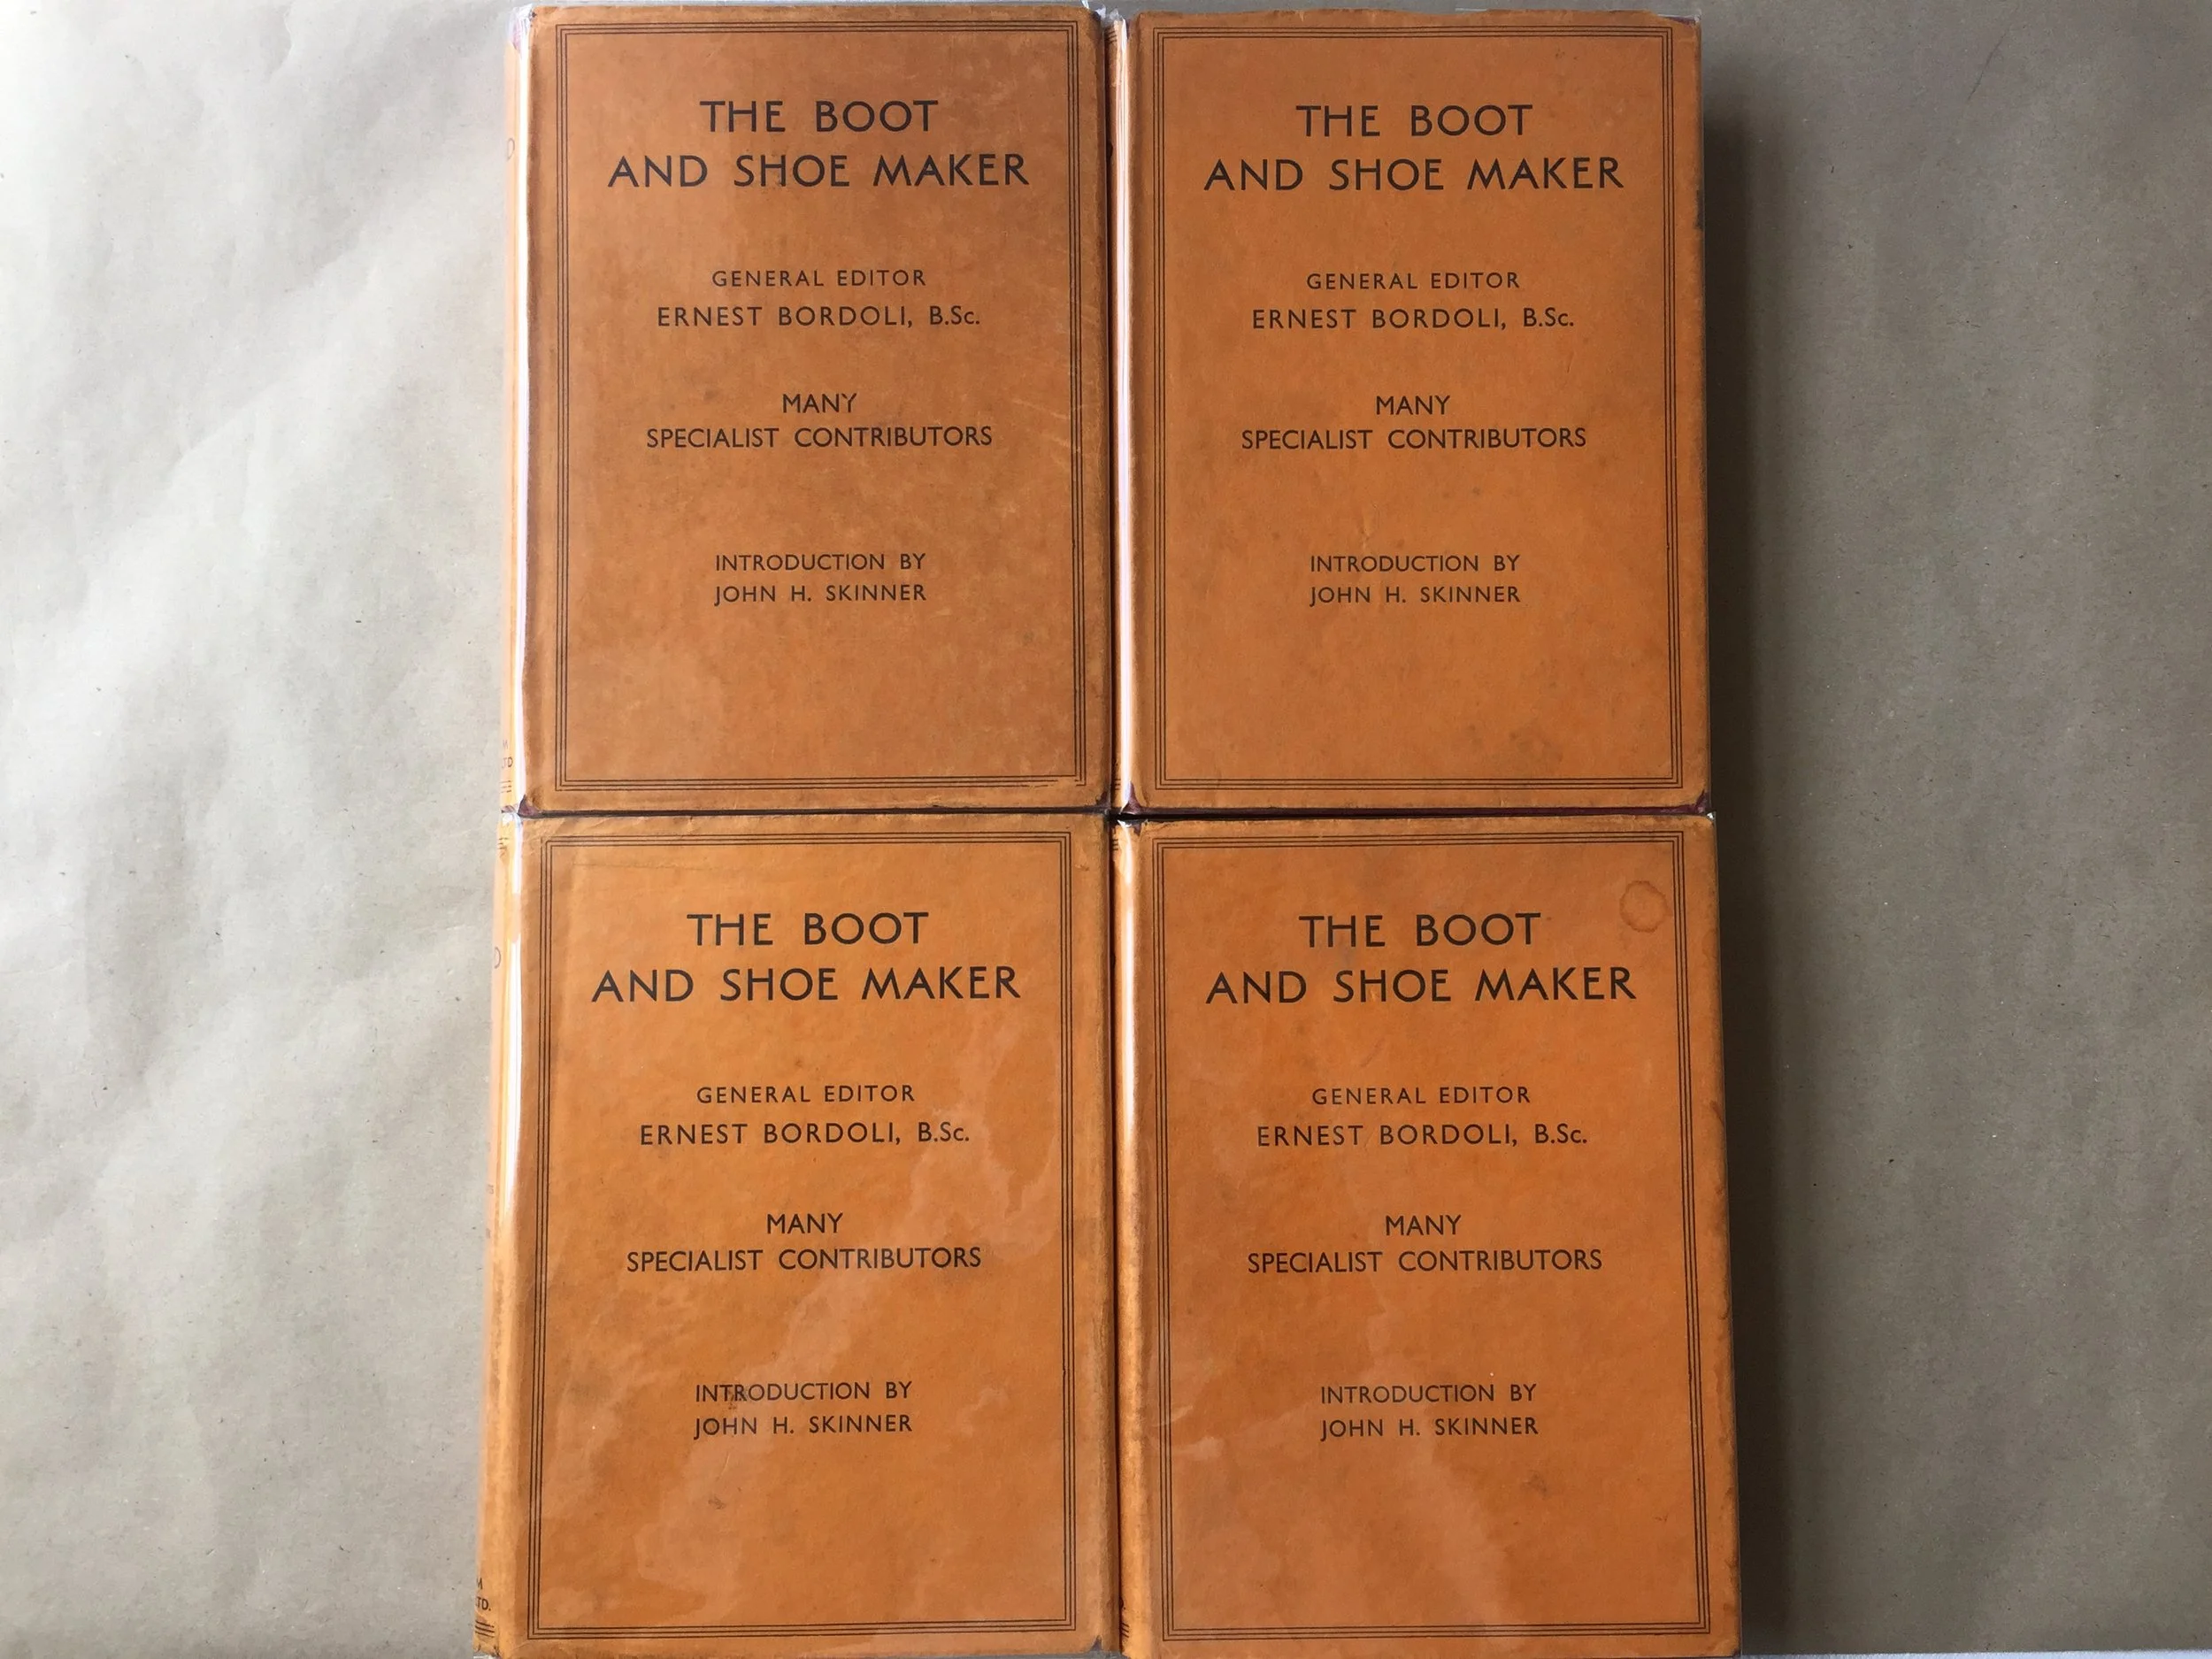 THE BOOT
AND SHOE MAKER
GENERAL EDITOR
ERNEST BORDOLI, B.Sc.
MANY
SPECIALIST CONTRIBUTORS
INTRODUCTION BY
JOHN H. SKINNER
THE BOOT
AND SHOE MAKER
GENERAL EDITOR
ERNEST BORDOLI, B.Sc.
MANY
SPECIALIST CONTRIBUTORS
INTRODUCTION BY
JOHN H. SKINNER
THE BOOT
AND SHOE MAKER
GENERAL EDITOR
ERNEST BORDOLI, B.Sc.
MANY
SPECIALIST CONTRIBUTORS
INTRODUCTION BY
JOHN H. SKINNER
THE BOOT
AND SHOE MAKER
GENERAL EDITOR
ERNEST BORDOLI, B.Sc.
MANY
SPECIALIST CONTRIBUTORS
INTRODUCTION BY
JOHN H. SKINNER